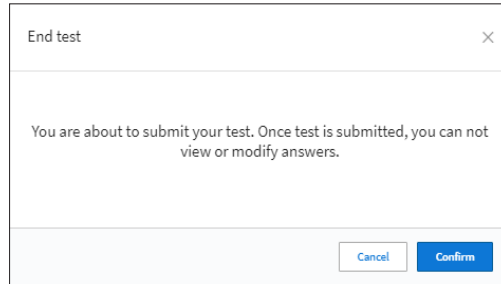 End test
You are about to submit your test. Once test is submitted, you can not
view or modify answers.
Cancel
Confirm